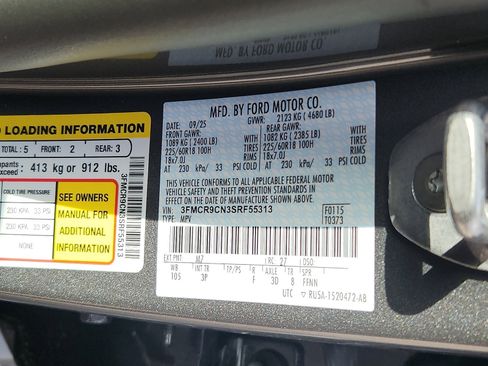 MFD. BY FORD MOTOR CO.
O LOADING INFORMATION
TOTAL: 5 FRONT: 2 REAR: 3
413 kg or 912 lbs.
COLD TIRE PRESSURE
230 KPA 33 PSI
230 KPA 33 PSI
NONE
SEE OWNERS
MANUAL FOR
ADDITIONAL
INFORMATION
3FMCR9CN3SRF55313
MFD. BY FORD MOTOR CO.
DATE: 09/25 GVWR: 2123 KG ( 4680 LB)
FRONT GAWR: REAR GAWR:
1089 KG ( 2400 LB) 1082 KG ( 2385 LB)
225/60R18 100H TIRES 225/60R18 100H
18x7.0J RIMS 18x7.0J
AT 230 kPa/ 33 PSI COLD AT 230 kPa/ 33 PSI COLD
THIS VEHICLE CONFORMS TO ALL APPLICABLE FEDERAL MOTOR
VEHICLE SAFETY AND THEFT PREVENTION STANDARDS IN EFFECT
ON THE DATE OF MANUFACTURE SHOWN ABOVE.
VIN: 3FMCR9CN3SRF55313 F0115
TYPE: MPV T0373
EXT PNT: M7 RC: 27 DSO:
WB INT TR TP/PS R AXLE TR SPR
105 3P F 3D 8 FFNN
UTC ▽ RUSA-1520472-AB